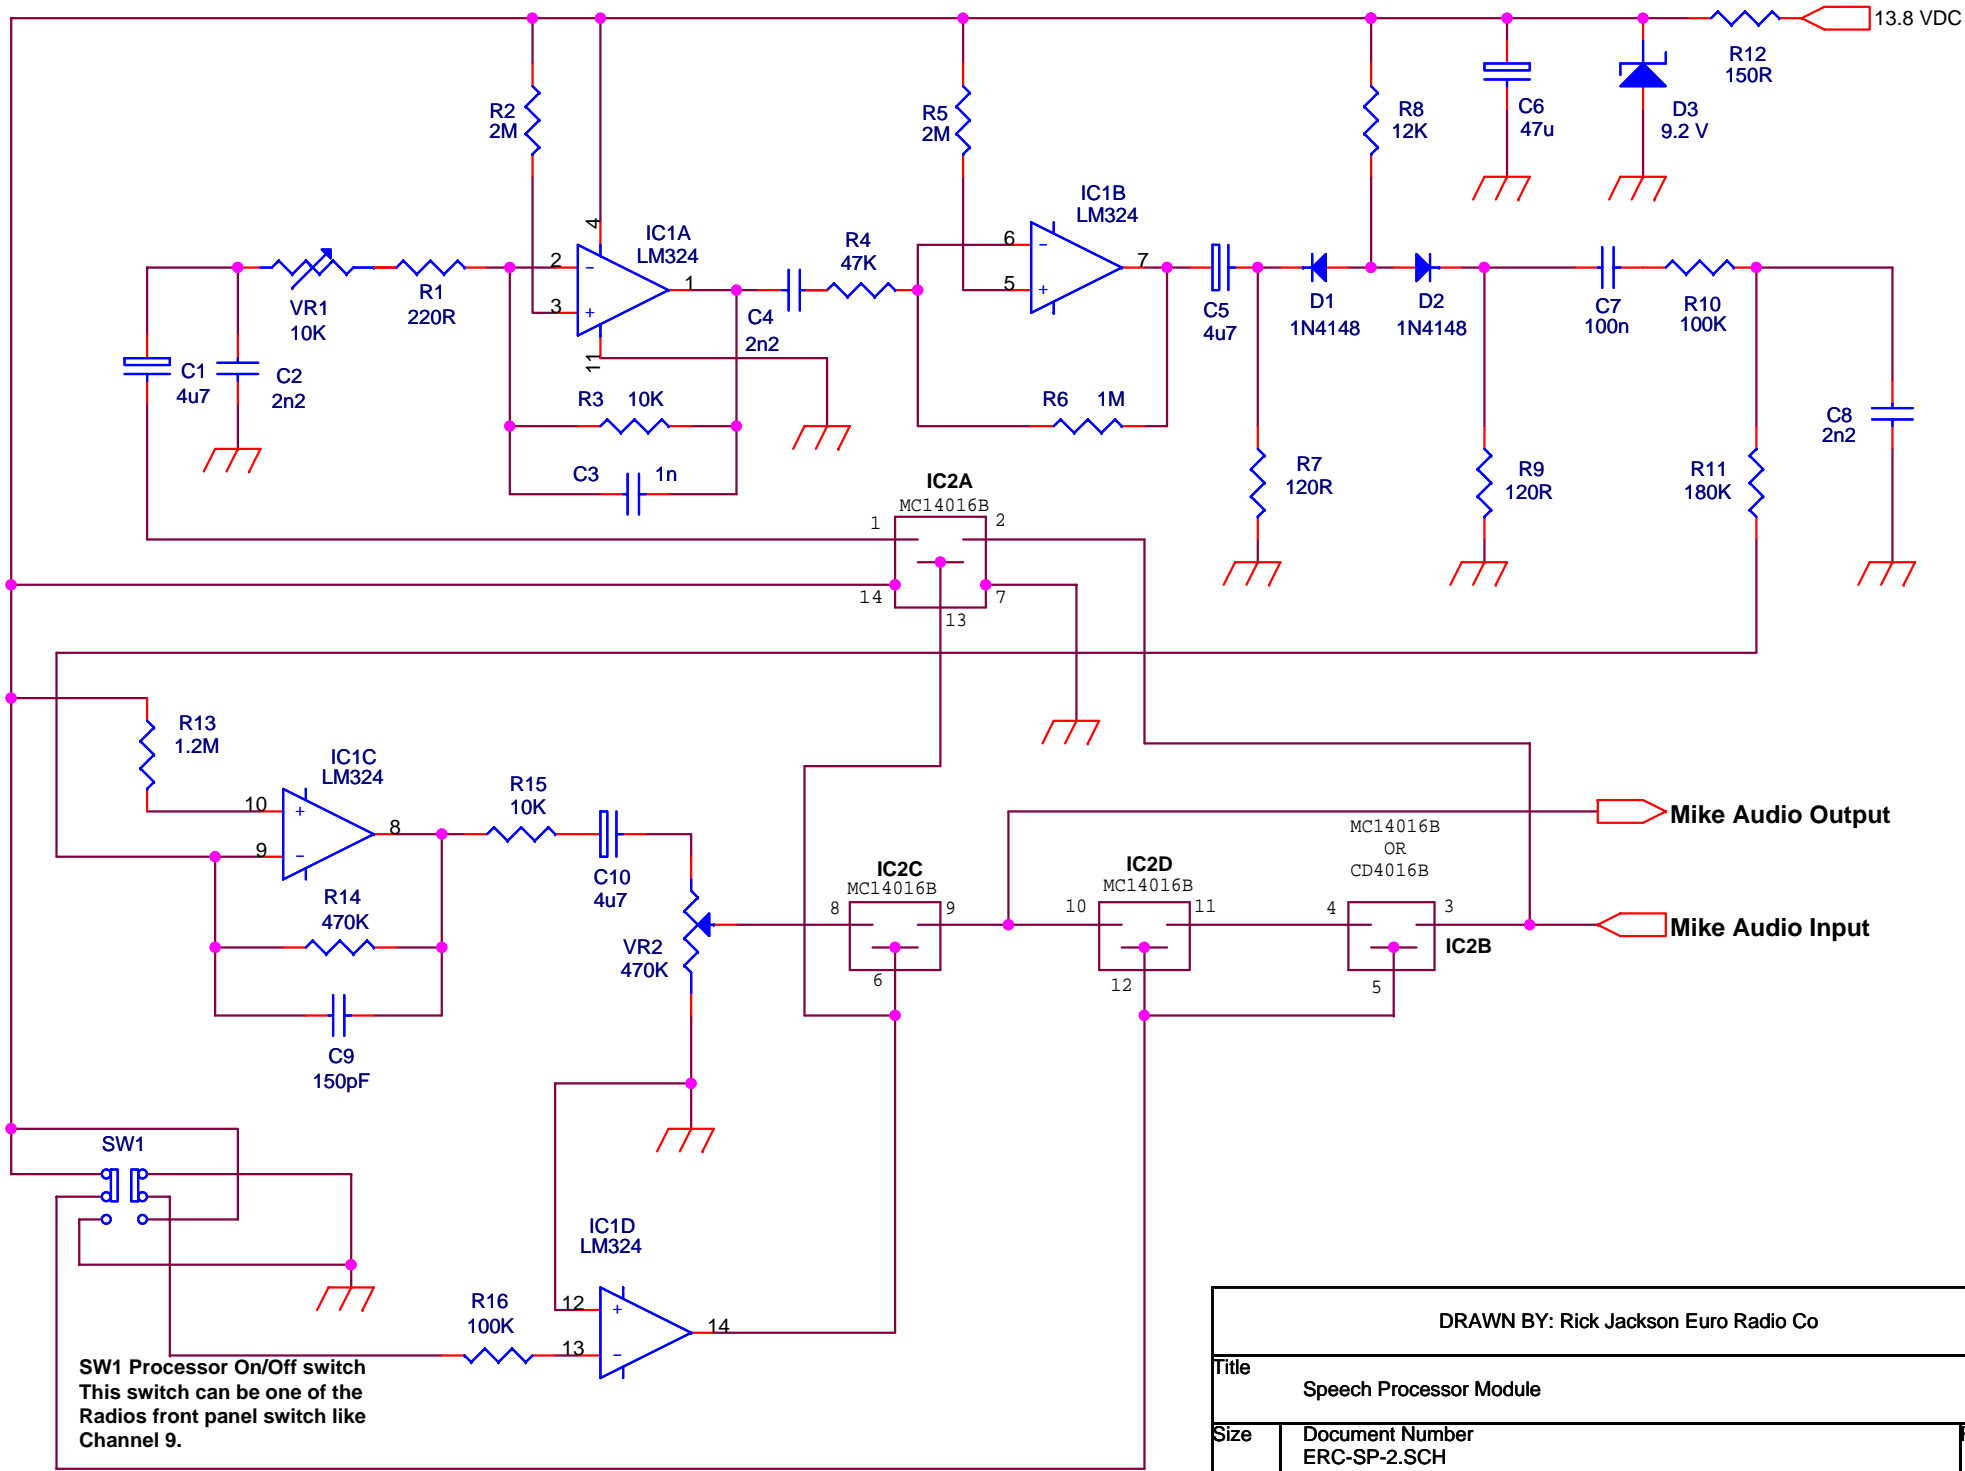 13.8 VDC
R12
150R
R2
2M
R5
2M
R8
12K
C6
47u
D3
9.2 V
4
IC1A
LM324
IC1B
LM324
VR1
10K
R1
220R
2
-
3
+
1
11
C4
2n2
R4
47K
6
-
5
+
7
C5
4u7
D1
1N4148
D2
1N4148
C7
100n
R10
100K
C1
4u7
C2
2n2
R3 10K
R6 1M
C3 1n
R7
120R
R9
120R
R11
180K
C8
2n2
IC2A
MC14016B
1
2
14
7
13
R13
1.2M
IC1C
LM324
10
+
9
-
8
R15
10K
C10
4u7
R14
470K
C9
150pF
VR2
470K
IC2C
MC14016B
8
9
6
IC2D
MC14016B
10
11
12
MC14016B
OR
CD4016B
4
3
IC2B
5
Mike Audio Output
Mike Audio Input
SW1
IC1D
LM324
R16
100K
12
+
13
-
14
SW1 Processor On/Off switch
This switch can be one of the
Radios front panel switch like
Channel 9.
DRAWN BY: Rick Jackson Euro Radio Co
Title
Speech Processor Module
Size
Document Number
ERC-SP-2.SCH